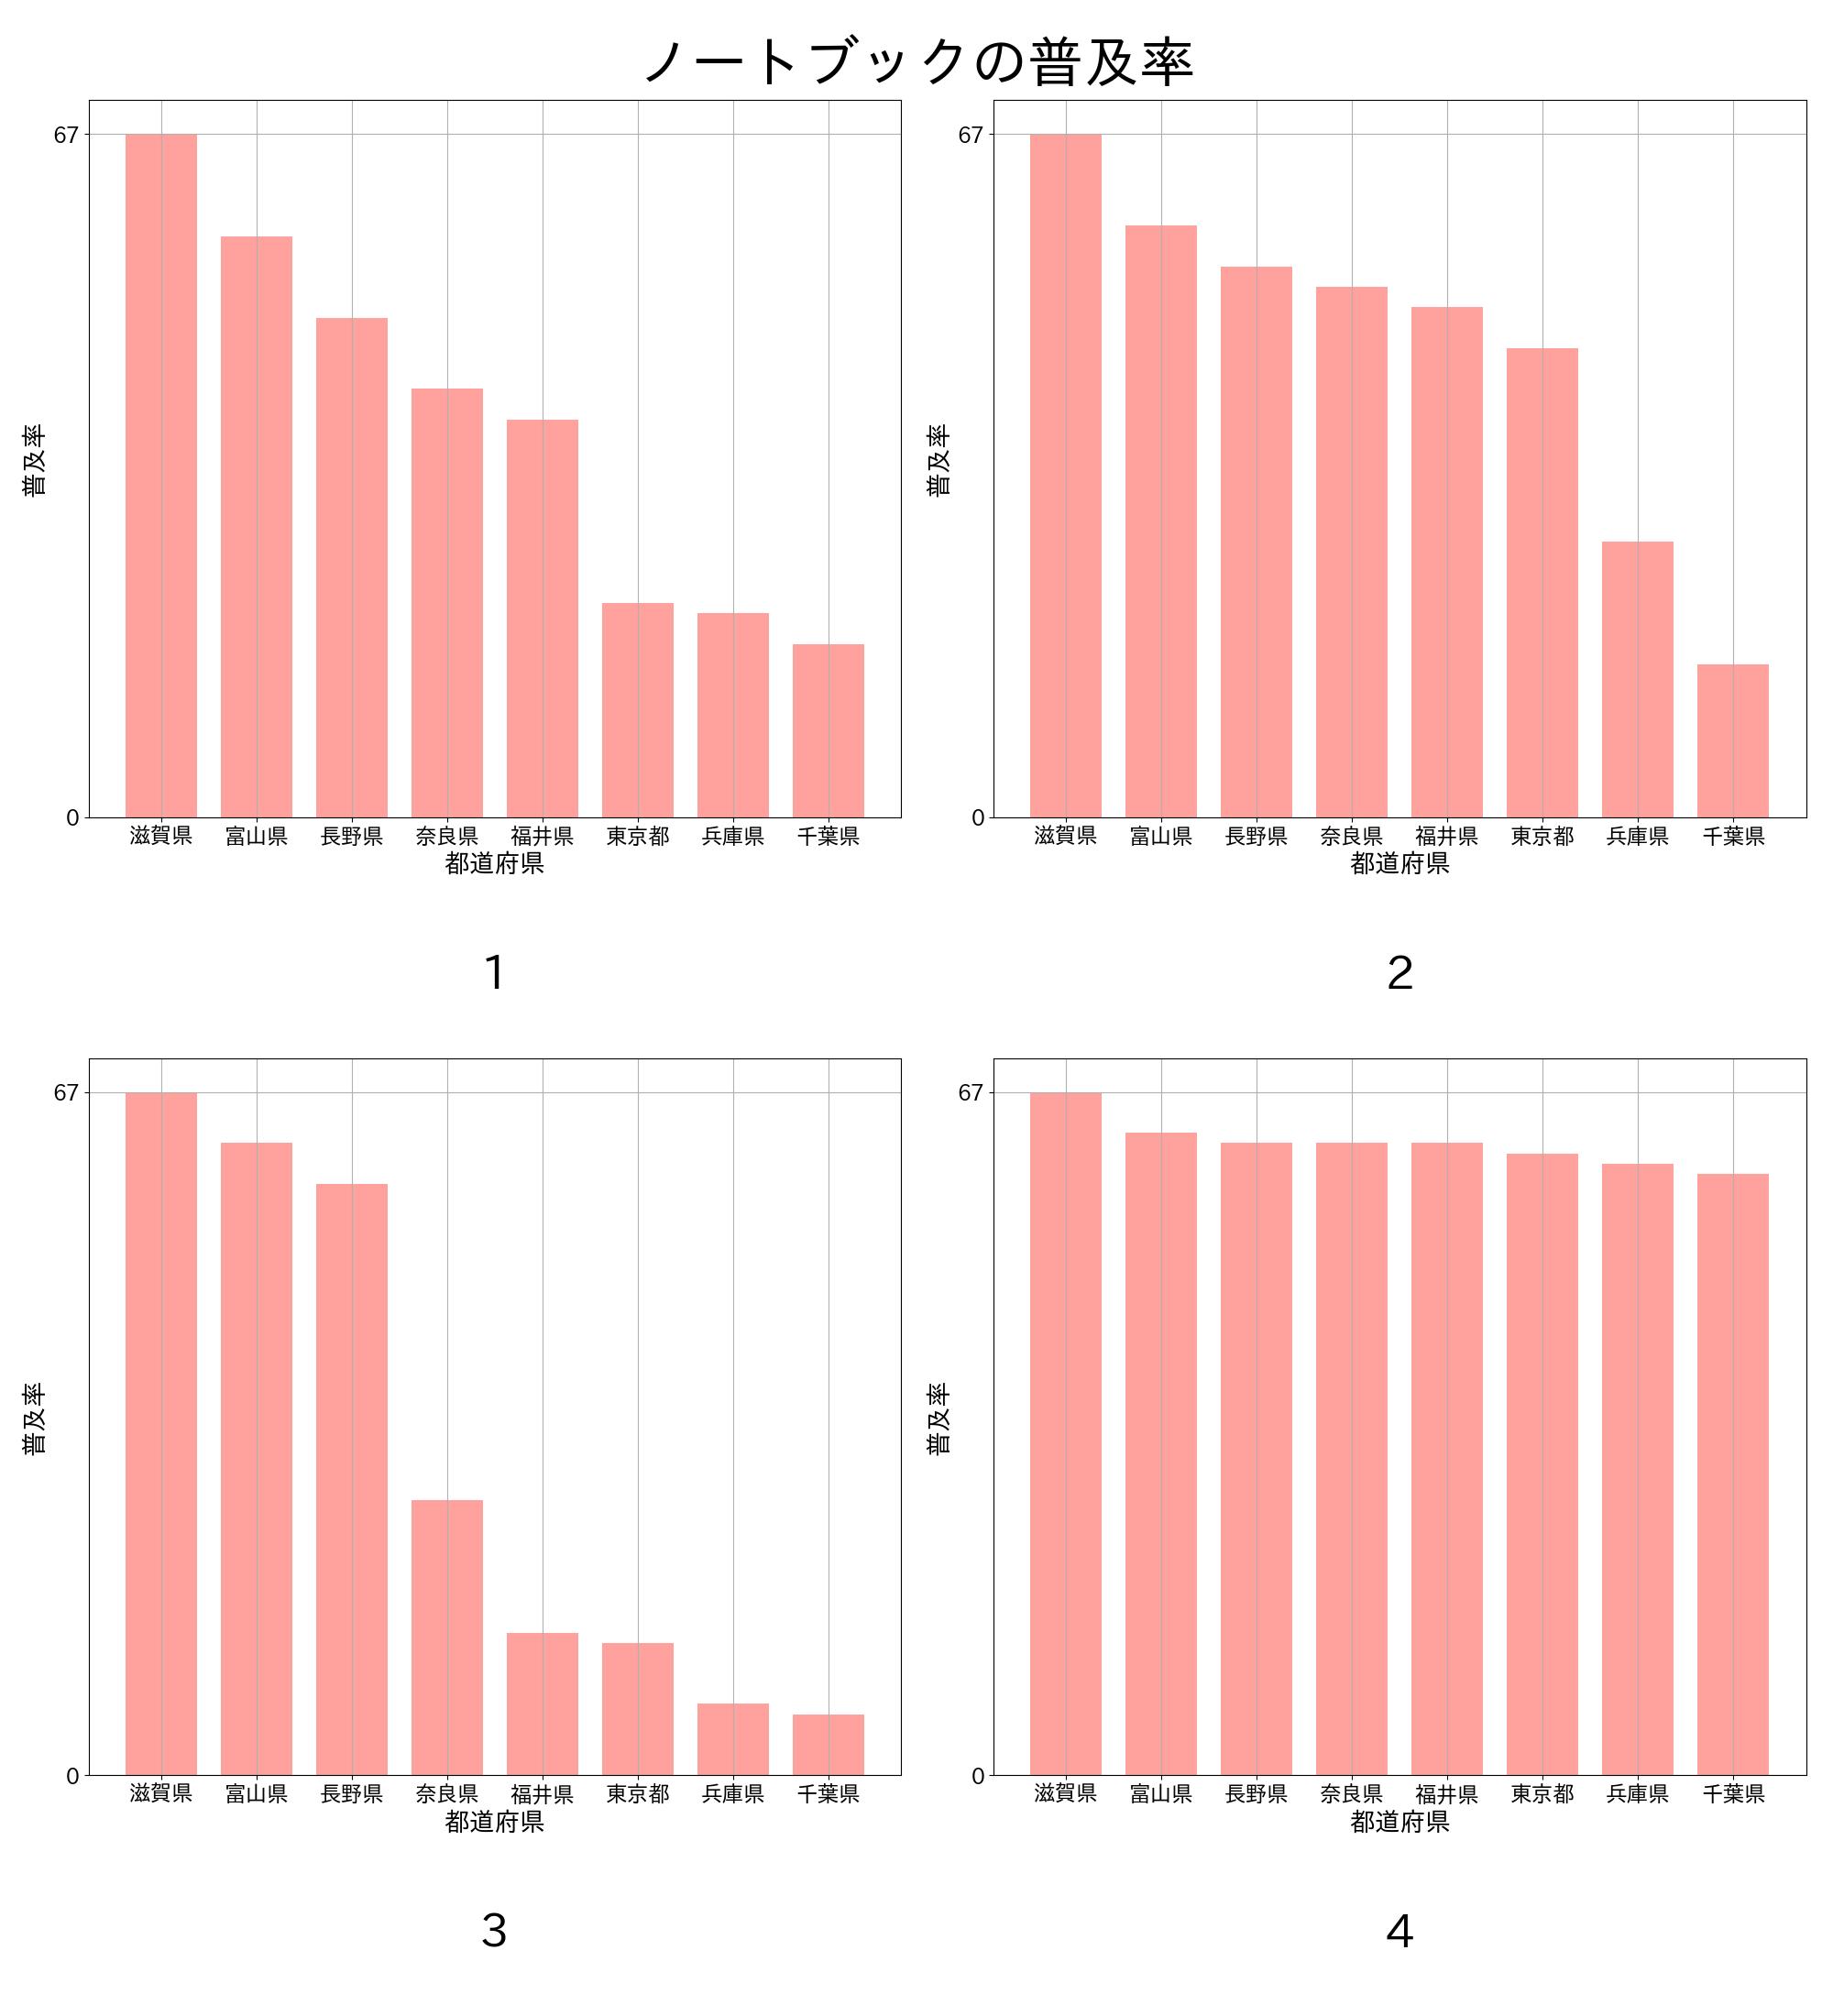 ノートブックの普及率
67
0
普及率
滋賀県 富山県 長野県 奈良県 福井県 東京都 兵庫県 千葉県
都道府県
1
67
0
普及率
滋賀県 富山県 長野県 奈良県 福井県 東京都 兵庫県 千葉県
都道府県
2
67
0
普及率
滋賀県 富山県 長野県 奈良県 福井県 東京都 兵庫県 千葉県
都道府県
3
67
0
普及率
滋賀県 富山県 長野県 奈良県 福井県 東京都 兵庫県 千葉県
都道府県
4